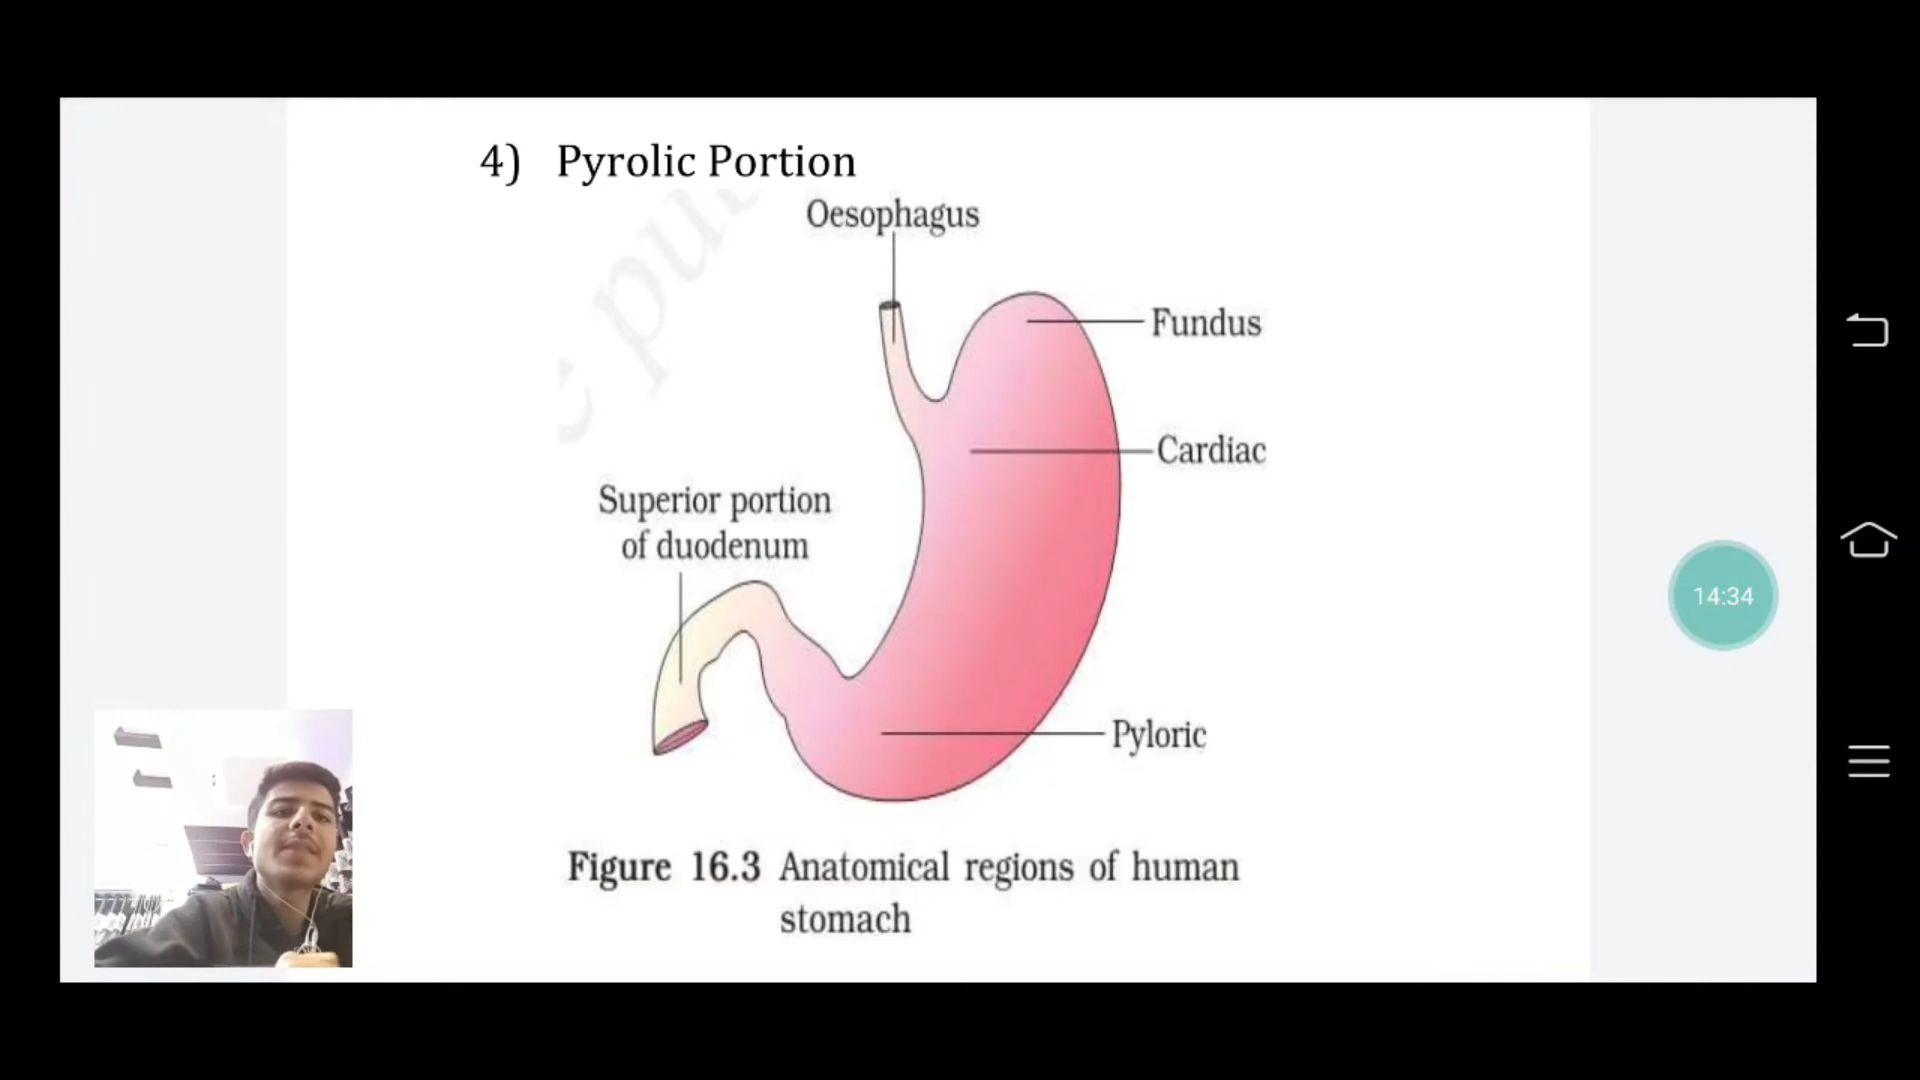 4) Pyrolic Portion
Oesophagus
Fundus
Cardiac
Superior portion
of duodenum
14:34
Pyloric
Figure 16.3 Anatomical regions of human
stomach